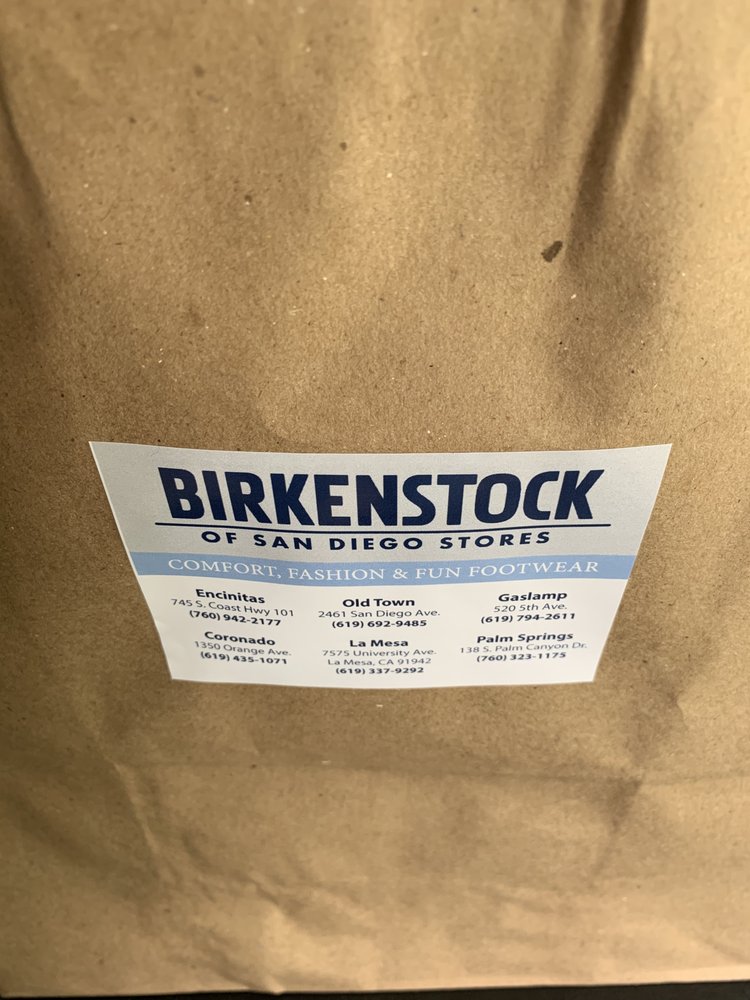 BIRKENSTOCK
OF SAN DIEGO STORES
COMFORT, FASHION & FUN FOOTWEAR
Encinitas
745 S. Coast Hwy 101
(760) 942-2177
Old Town
2461 San Diego Ave.
(619) 692-9485
Gaslamp
520 5th Ave.
(619) 794-2611
Coronado
1350 Orange Ave.
(619) 435-1071
La Mesa
7575 University Ave.
La Mesa, CA 91942
(619) 337-9292
Palm Springs
138 S. Palm Canyon Dr.
(760) 323-1175